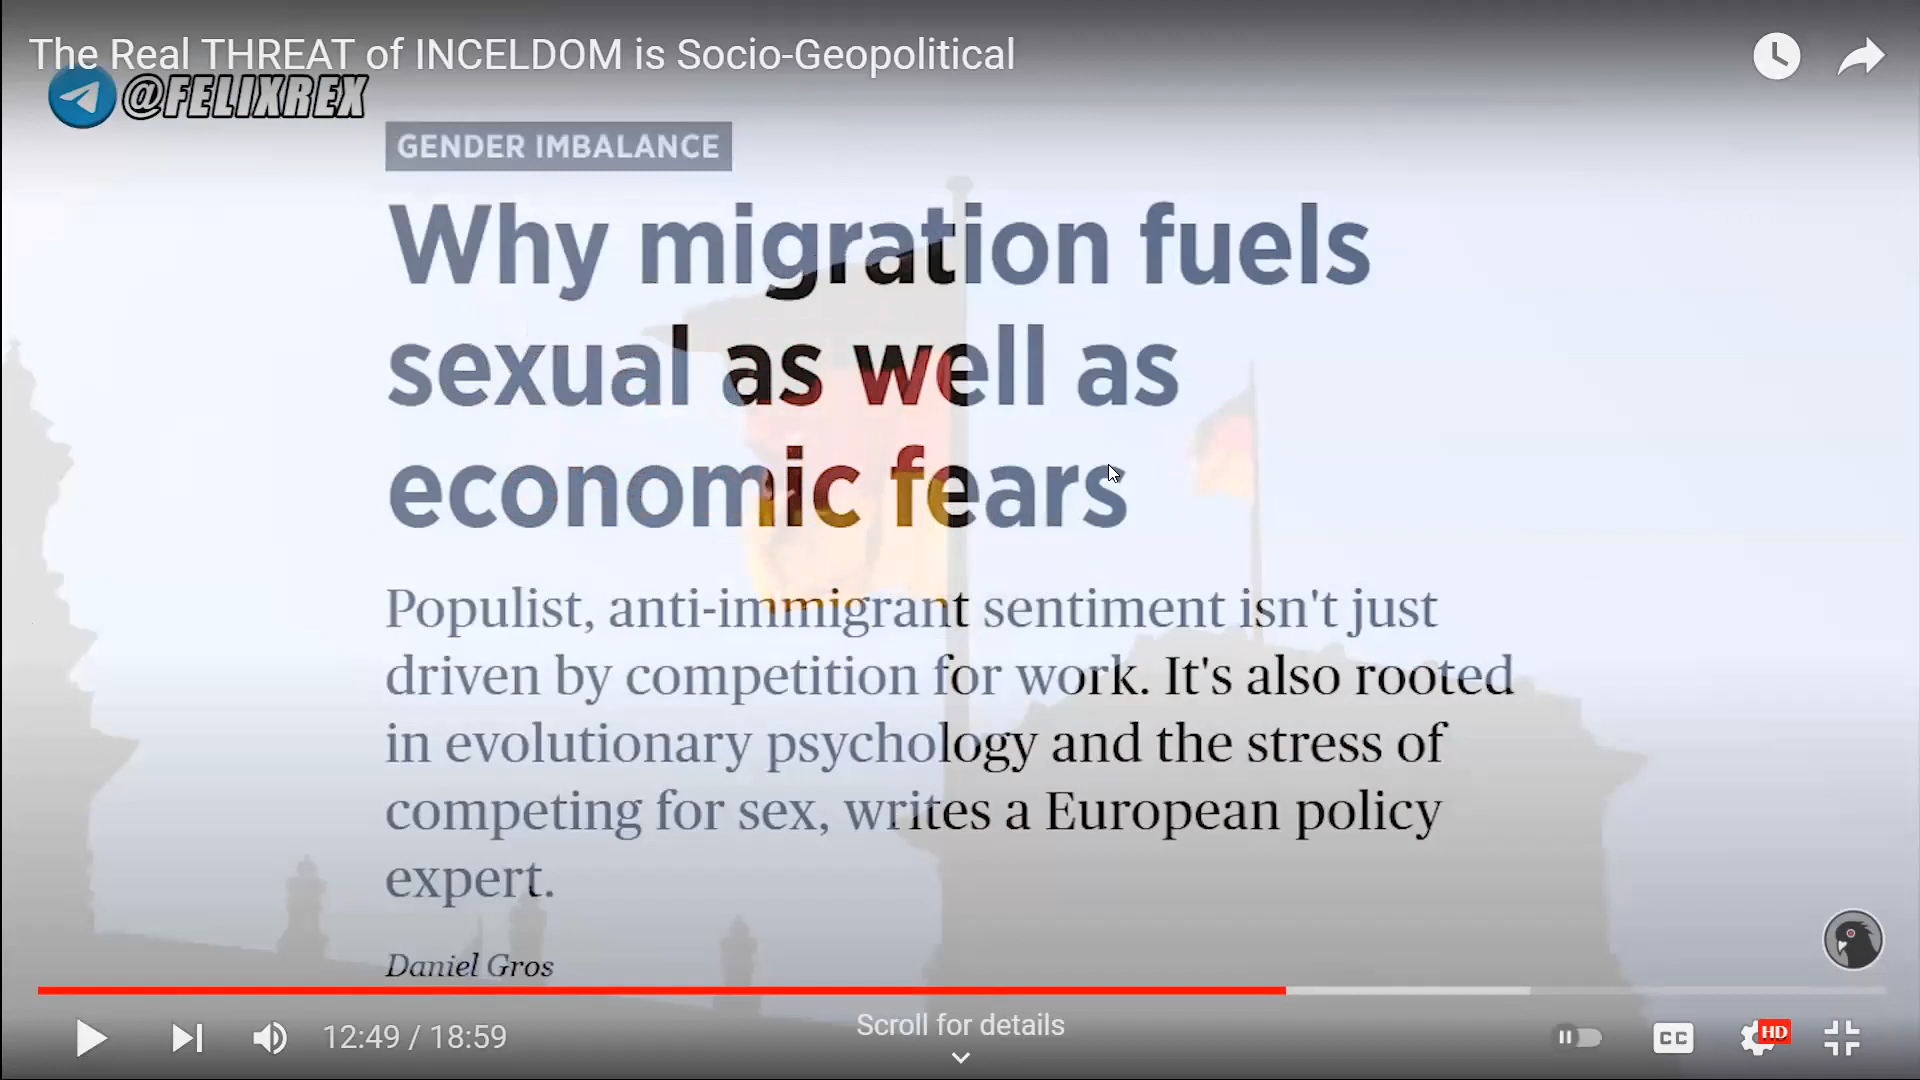 The Real THREAT of INCELDOM is Socio-Geopolitical
@FELIXREX
GENDER IMBALANCE
Why migration fuels
sexual as well as
economic fears
Populist, anti-immigrant sentiment isn't just
driven by competition for work. It's also rooted
in evolutionary psychology and the stress of
competing for sex, writes a European policy
expert.
Daniel Gros
12:49 / 18:59
Scroll for details
CC
HD